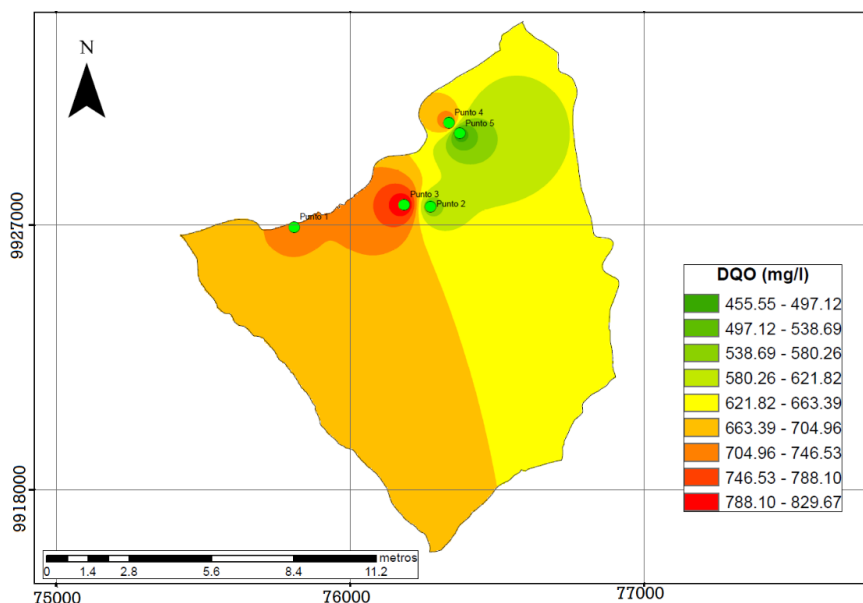 N
Punto 4
Punto 5
Punto 3
Punto 2
Punto 1
9927000
9918000
DQO (mg/l)
455.55 - 497.12
497.12 - 538.69
538.69 - 580.26
580.26 - 621.82
621.82 - 663.39
663.39 - 704.96
704.96 - 746.53
746.53 - 788.10
788.10 - 829.67
metros
0 1.4 2.8 5.6 8.4 11.2
75000 76000 77000